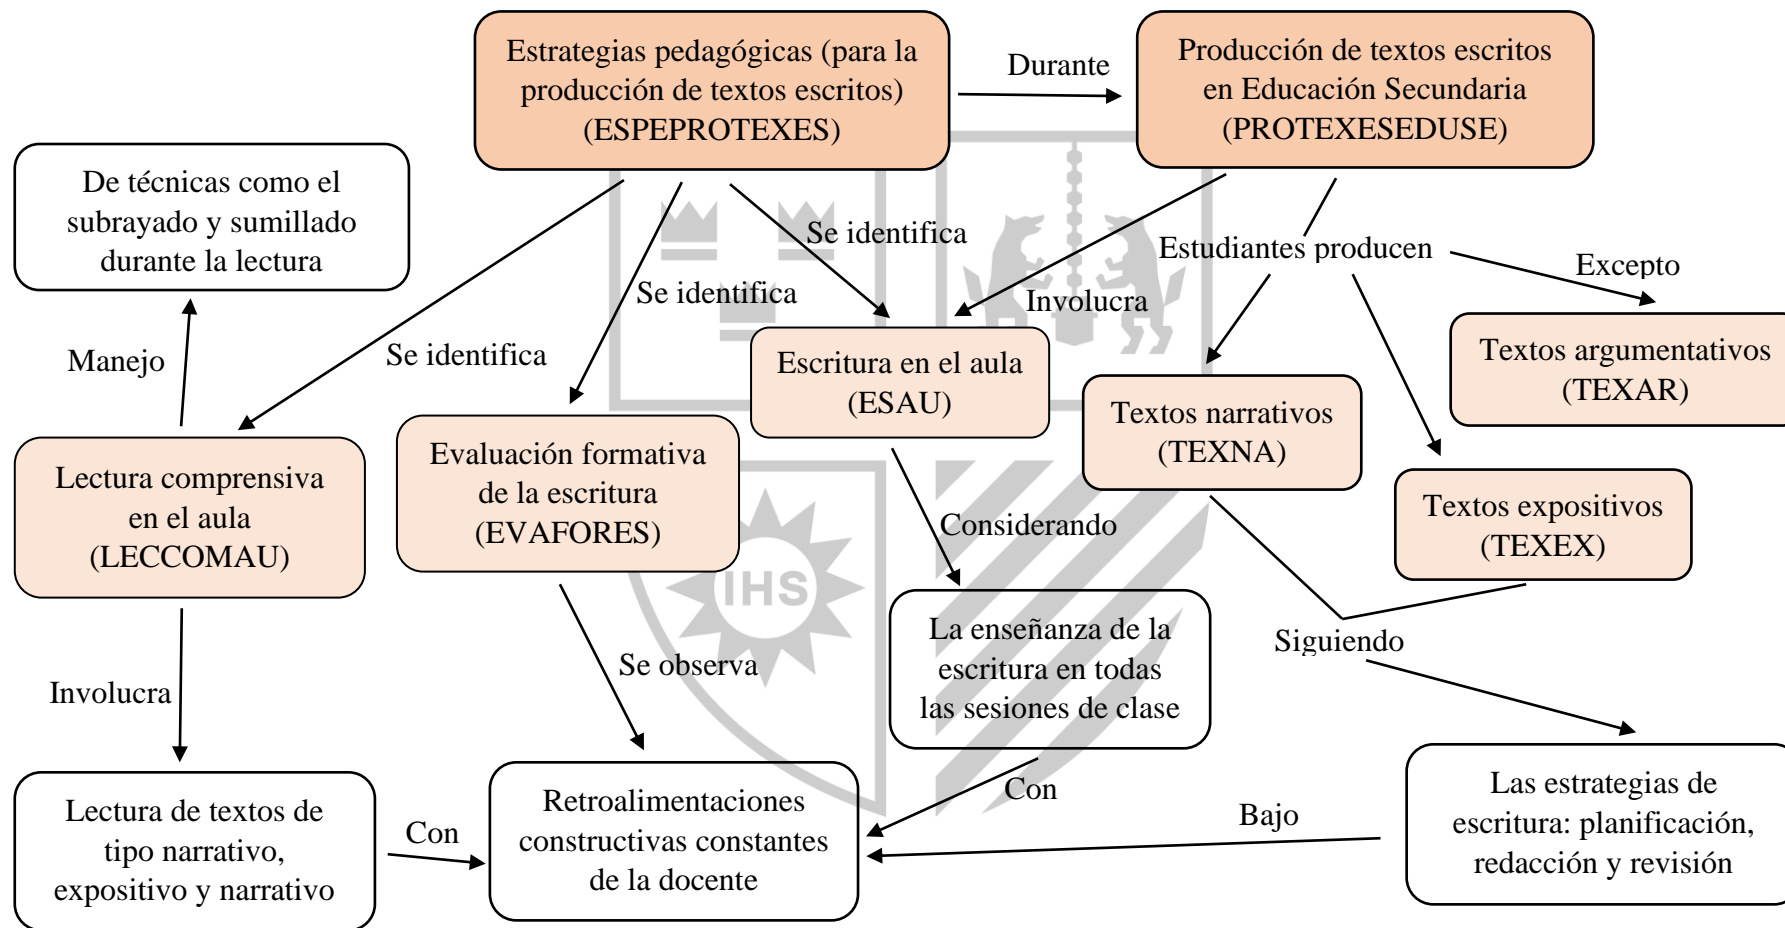 Estrategias pedagógicas (para la
producción de textos escritos)
(ESPEPROTEXES)
Durante
Producción de textos escritos
en Educación Secundaria
(PROTEXESEDUSE)
De técnicas como el
subrayado y sumillado
durante la lectura
Se identifica
Estudiantes producen
Excepto
Se identifica
Involucra
Manejo
Se identifica
Escritura en el aula
(ESAU)
Textos argumentativos
(TEXAR)
Textos narrativos
(TEXNA)
Lectura comprensiva
en el aula
(LECCOMAU)
Evaluación formativa
de la escritura
(EVAFORES)
Considerando
Textos expositivos
(TEXEX)
IHS
La enseñanza de la
escritura en todas
las sesiones de clase
Siguiendo
Se observa
Involucra
Lectura de textos de
tipo narrativo,
expositivo y narrativo
Con
Retroalimentaciones
constructivas constantes
de la docente
Con
Bajo
Las estrategias de
escritura: planificación,
redacción y revisión